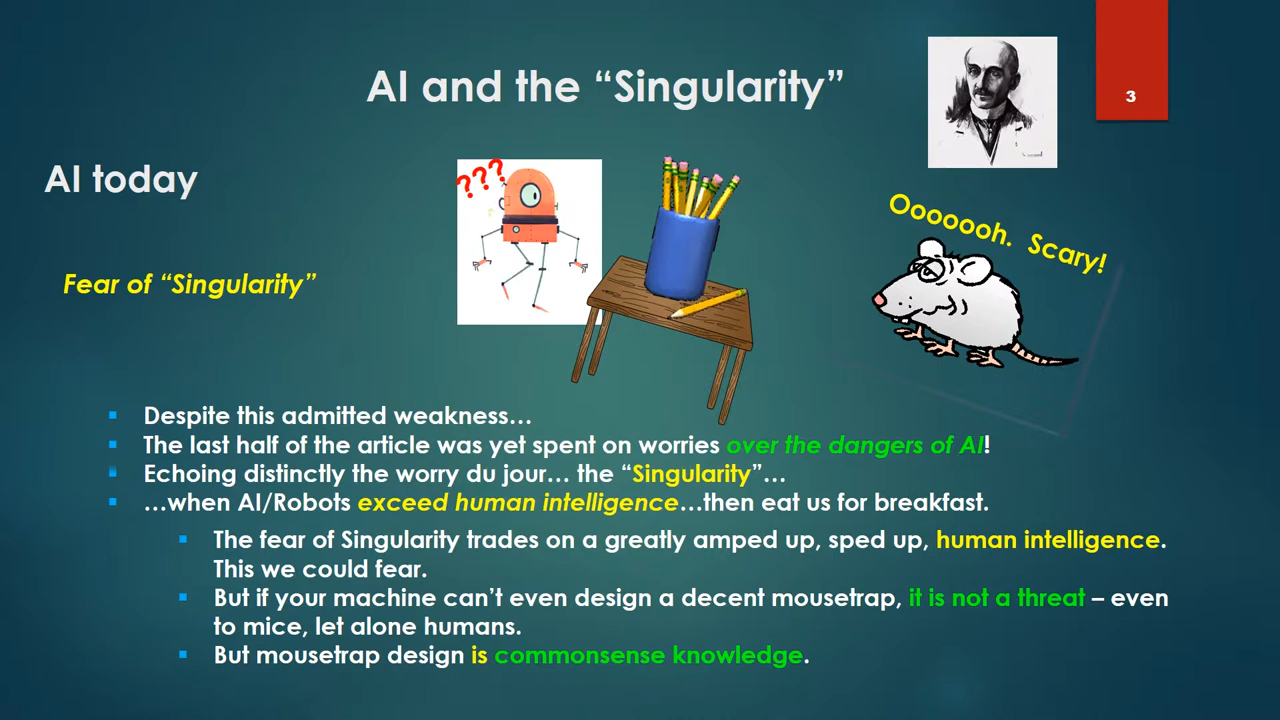 AI and the “Singularity”
3
AI today
???
Ooooooh. Scary!
Fear of “Singularity”
Despite this admitted weakness…
The last half of the article was yet spent on worries over the dangers of AI!
Echoing distinctly the worry du jour… the “Singularity”…
…when AI/Robots exceed human intelligence…then eat us for breakfast.
The fear of Singularity trades on a greatly amped up, sped up, human intelligence.
This we could fear.
But if your machine can’t even design a decent mousetrap, it is not a threat – even
to mice, let alone humans.
But mousetrap design is commonsense knowledge.